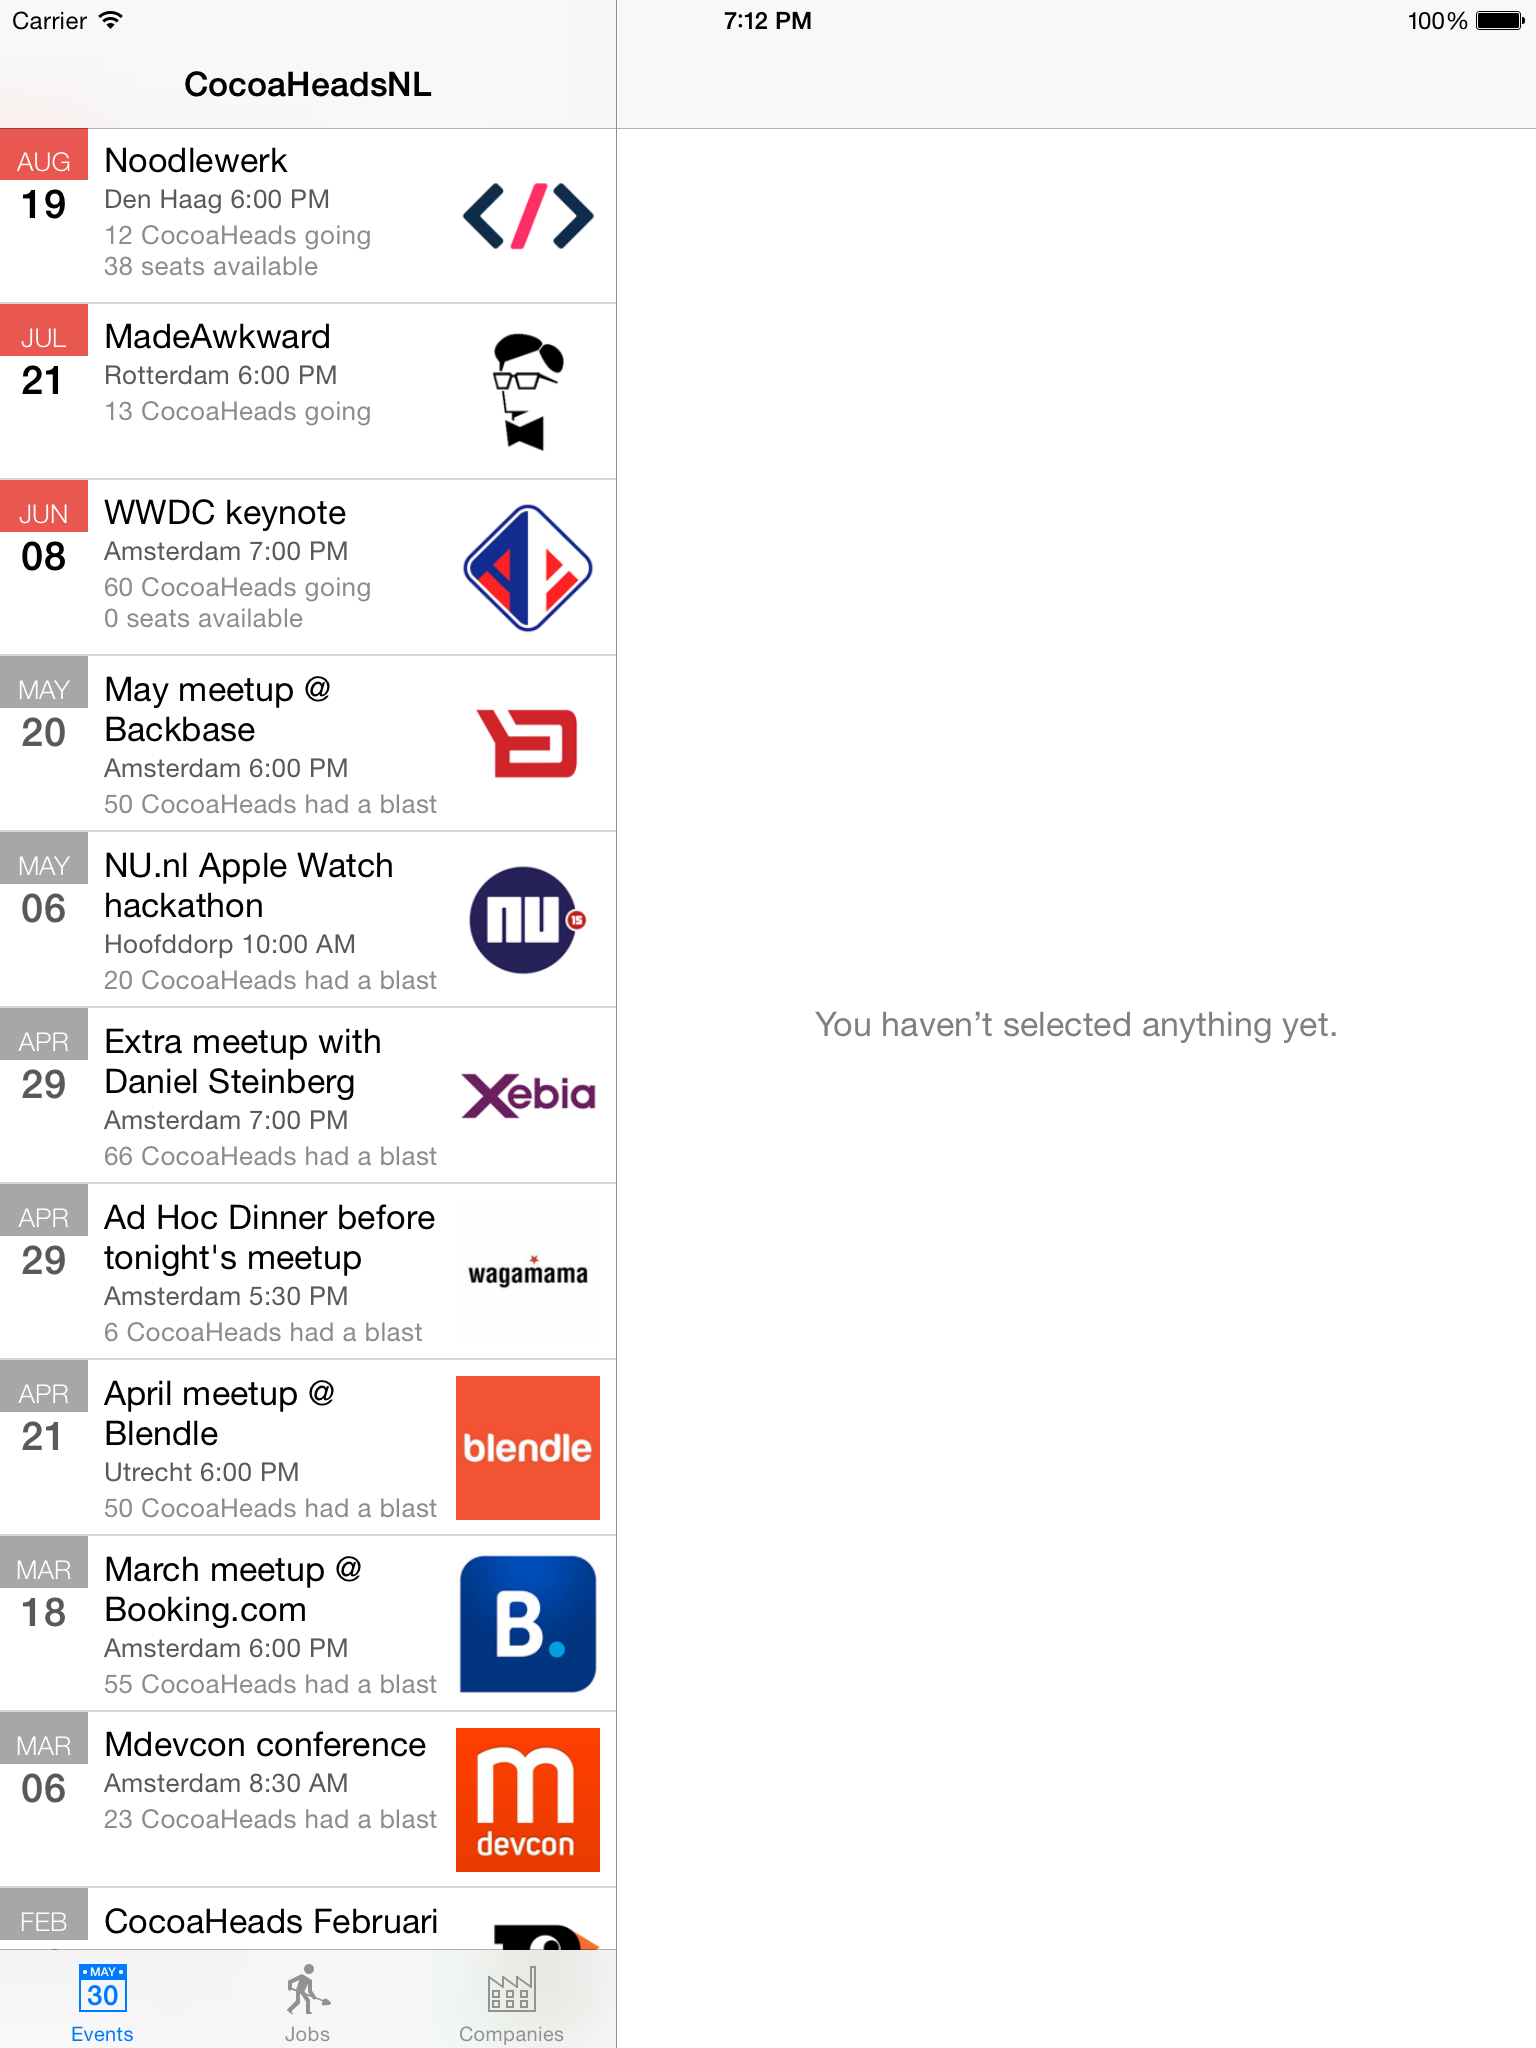 Carrier 7:12 PM 100%
CocoaHeadsNL
AUG
19
Noodlewerk
Den Haag 6:00 PM
12 CocoaHeads going
38 seats available
</>
JUL
21
MadeAwkward
Rotterdam 6:00 PM
13 CocoaHeads going
JUN
08
WWDC keynote
Amsterdam 7:00 PM
60 CocoaHeads going
0 seats available
MAY
20
May meetup @
Backbase
Amsterdam 6:00 PM
50 CocoaHeads had a blast
MAY
06
NU.nl Apple Watch
hackathon
Hoofddorp 10:00 AM
20 CocoaHeads had a blast
nu
15
APR
29
Extra meetup with
Daniel Steinberg
Amsterdam 7:00 PM
66 CocoaHeads had a blast
Xebia
APR
29
Ad Hoc Dinner before
tonight's meetup
Amsterdam 5:30 PM
6 CocoaHeads had a blast
wagamama
APR
21
April meetup @
Blendle
Utrecht 6:00 PM
50 CocoaHeads had a blast
blendle
MAR
18
March meetup @
Booking.com
Amsterdam 6:00 PM
55 CocoaHeads had a blast
B.
MAR
06
Mdevcon conference
Amsterdam 8:30 AM
23 CocoaHeads had a blast
m
devcon
FEB
CocoaHeads Februari
MAY
30
Events
Jobs
Companies
You haven’t selected anything yet.